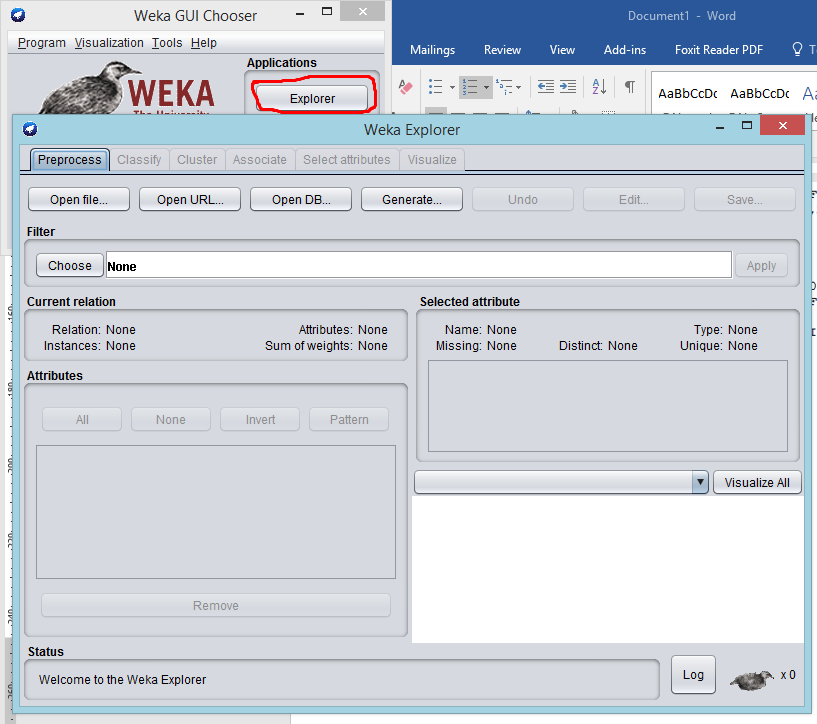 Weka GUI Chooser
Document1 - Word
Program Visualization Tools Help
Mailings Review View Add-ins Foxit Reader PDF
Applications
WEKA
The University
Explorer
AaBbCcDc AaBbCcDc
Weka Explorer
Preprocess Classify Cluster Associate Select attributes Visualize
Open file... Open URL... Open DB... Generate... Undo Edit... Save...
Filter
Choose None Apply
Current relation
Relation: None Attributes: None
Instances: None Sum of weights: None
Selected attribute
Name: None Type: None
Missing: None Distinct: None Unique: None
Attributes
All None Invert Pattern
Visualize All
Remove
Status
Welcome to the Weka Explorer
Log
x 0